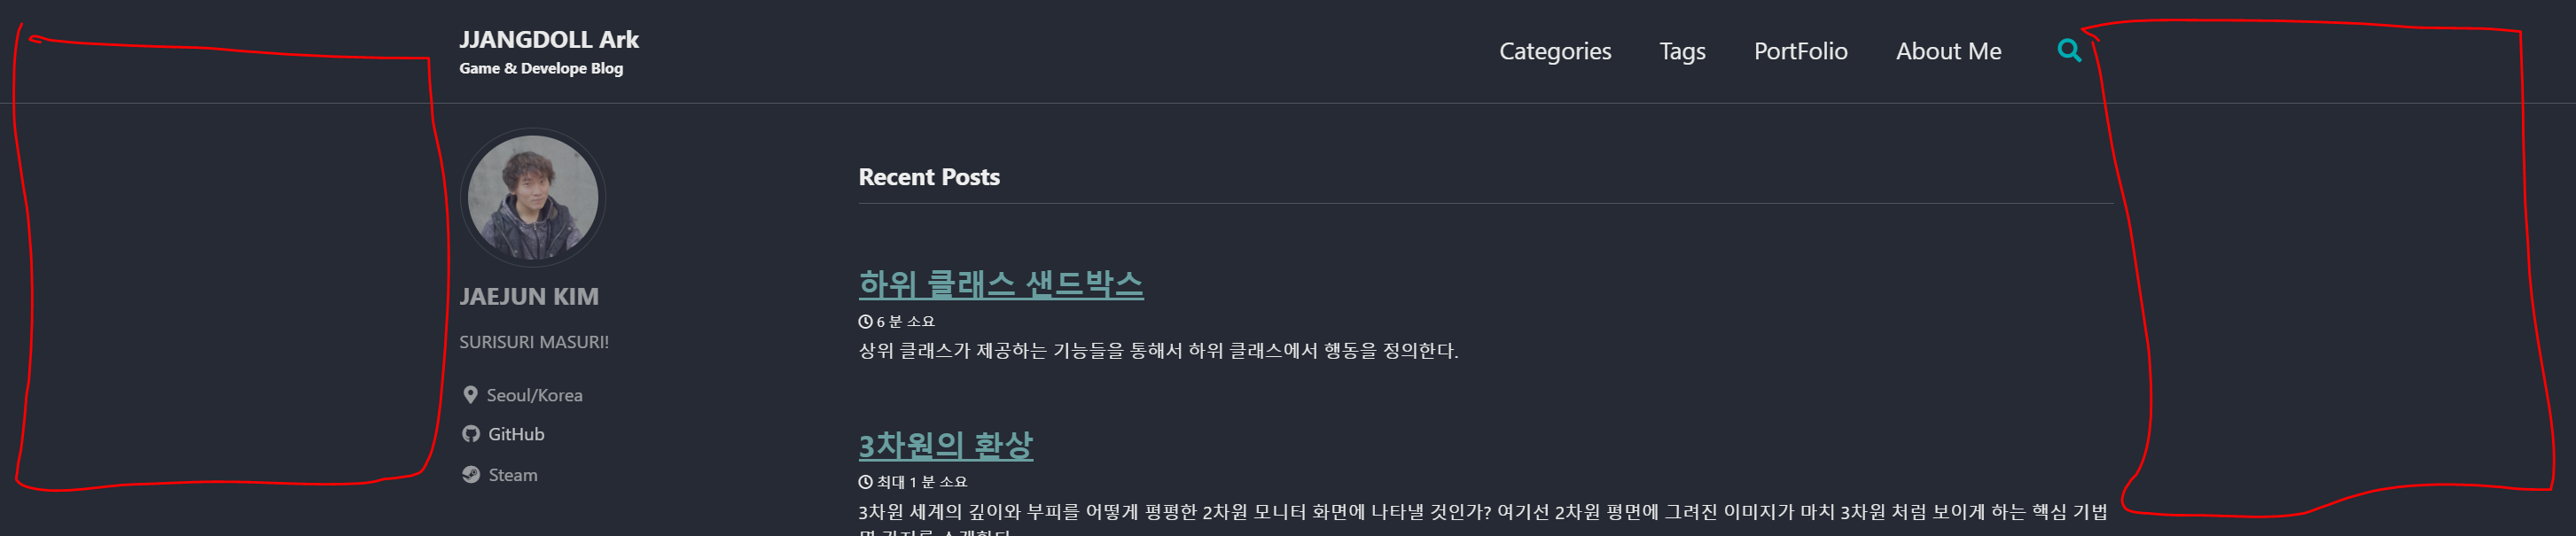 JJANGDOLL Ark
Game & Develope Blog
Categories Tags PortFolio About Me
JAEJUN KIM
SURISURI MASURI!
Seoul/Korea
GitHub
Steam
Recent Posts
하위 클래스 샌드박스
6 분 소요
상위 클래스가 제공하는 기능들을 통해서 하위 클래스에서 행동을 정의한다.
3차원의 환상
최대 1 분 소요
3차원 세계의 깊이와 부피를 어떻게 평평한 2차원 모니터 화면에 나타낼 것인가? 여기선 2차원 평면에 그려진 이미지가 마치 3차원 처럼 보이게 하는 핵심 기법